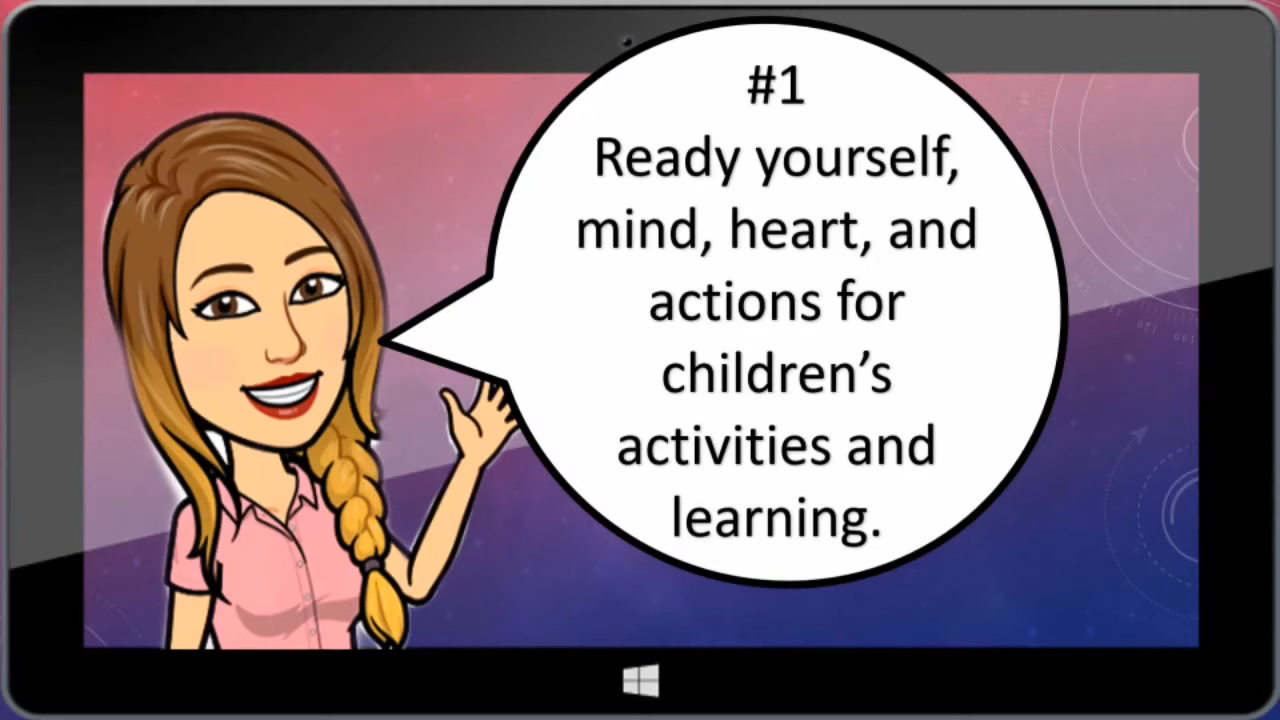 #1
Ready yourself,
mind, heart, and
actions for
children’s
activities and
learning.